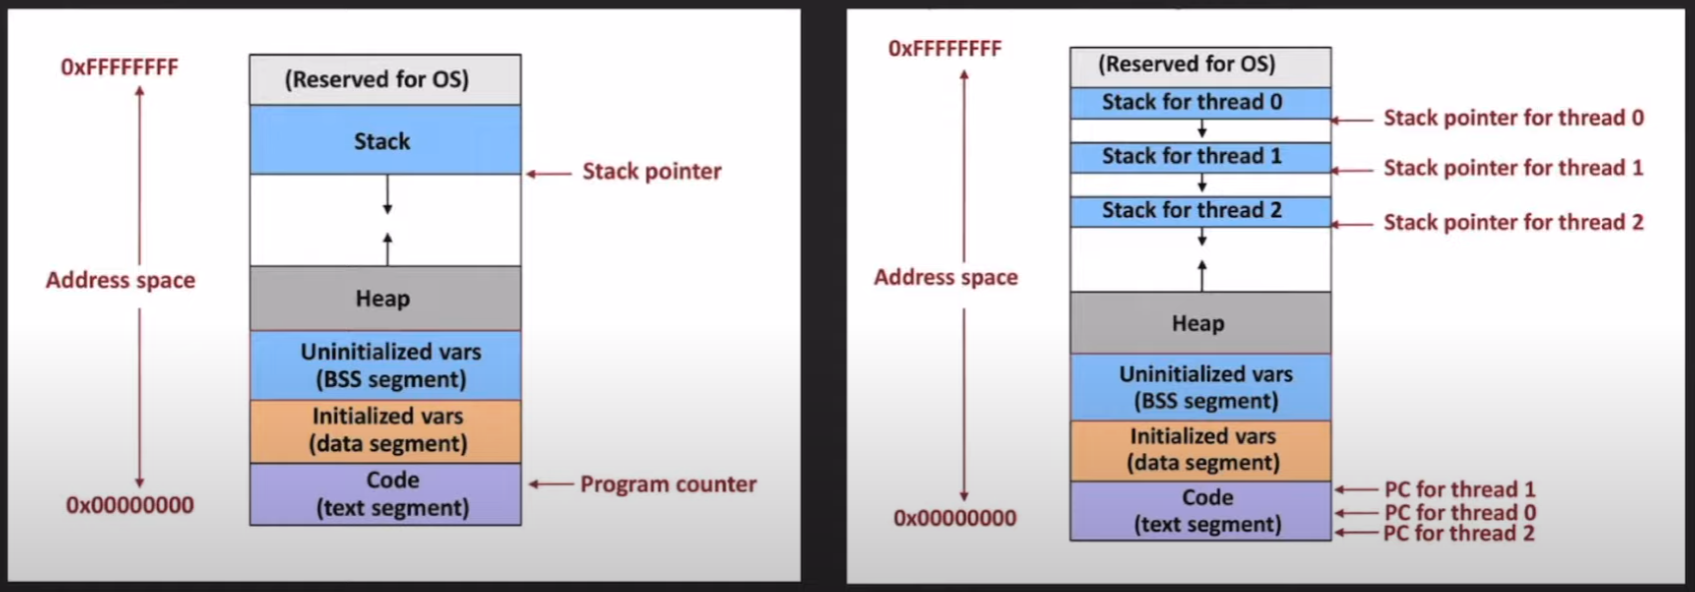 0xFFFFFFFF
(Reserved for OS)
Stack
Stack pointer
Address space
Heap
Uninitialized vars
(BSS segment)
Initialized vars
(data segment)
Code
(text segment)
Program counter
0x00000000
0xFFFFFFFF
(Reserved for OS)
Stack for thread 0
Stack pointer for thread 0
Stack for thread 1
Stack pointer for thread 1
Stack for thread 2
Stack pointer for thread 2
Address space
Heap
Uninitialized vars
(BSS segment)
Initialized vars
(data segment)
Code
(text segment)
PC for thread 1
PC for thread 0
PC for thread 2
0x00000000